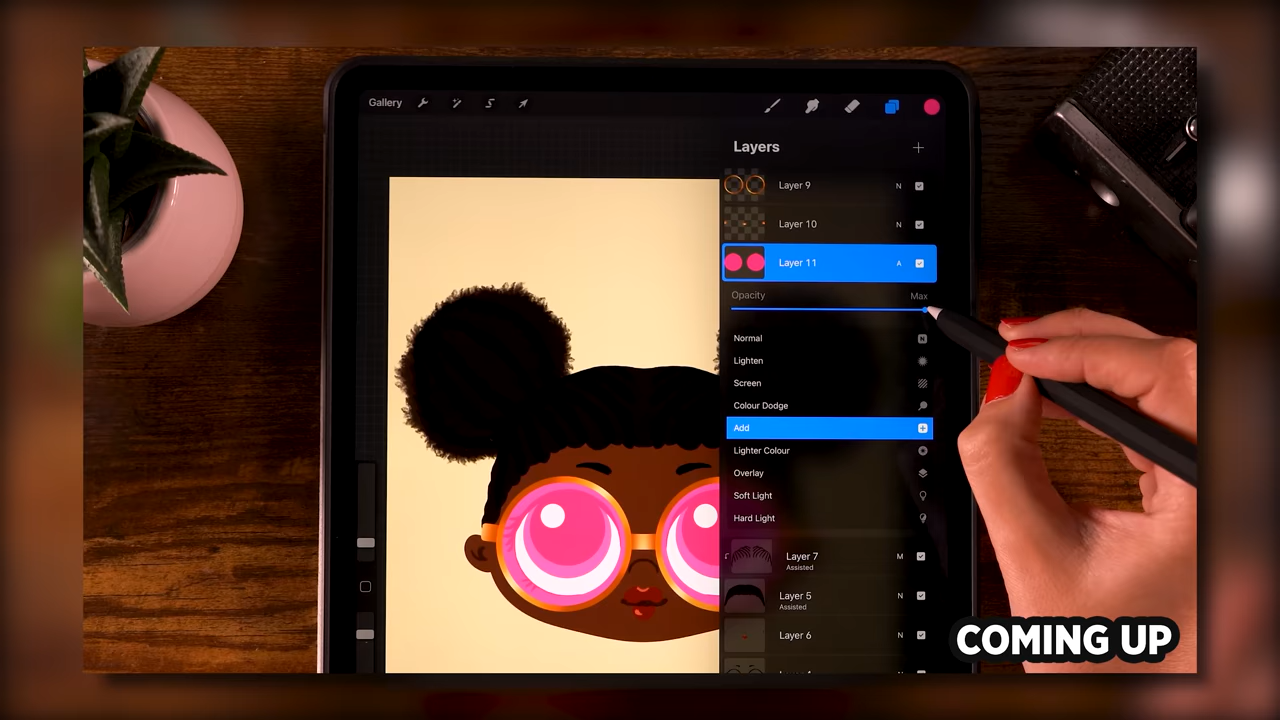 Gallery
Layers
Layer 9 N
Layer 10 N
Layer 11 A
Opacity Max
Normal N
Lighten
Screen
Colour Dodge
Add
Lighter Colour
Overlay
Soft Light
Hard Light
Layer 7 M
Assisted
Layer 5 N
Assisted
Layer 6 N
COMING UP